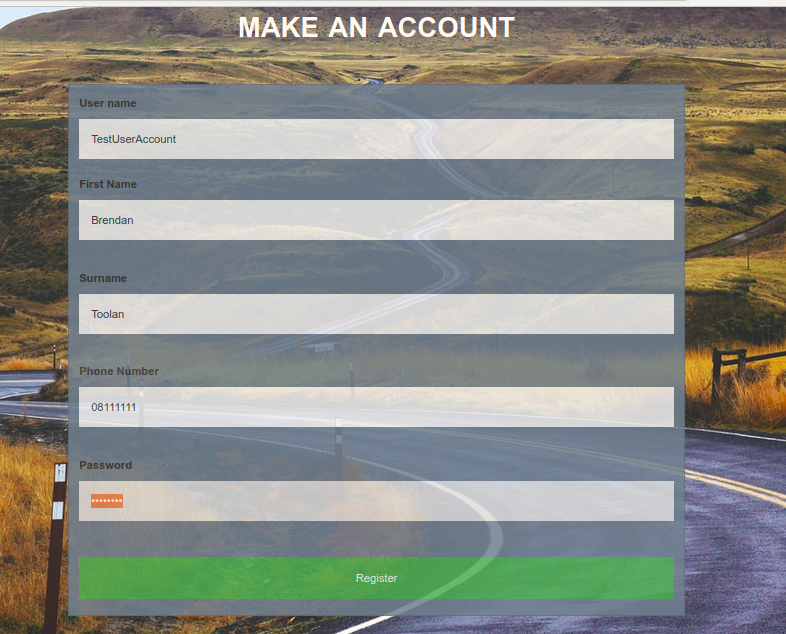 MAKE AN ACCOUNT
User name
TestUserAccount
First Name
Brendan
Surname
Toolan
Phone Number
08111111
Password
••••••••
Register